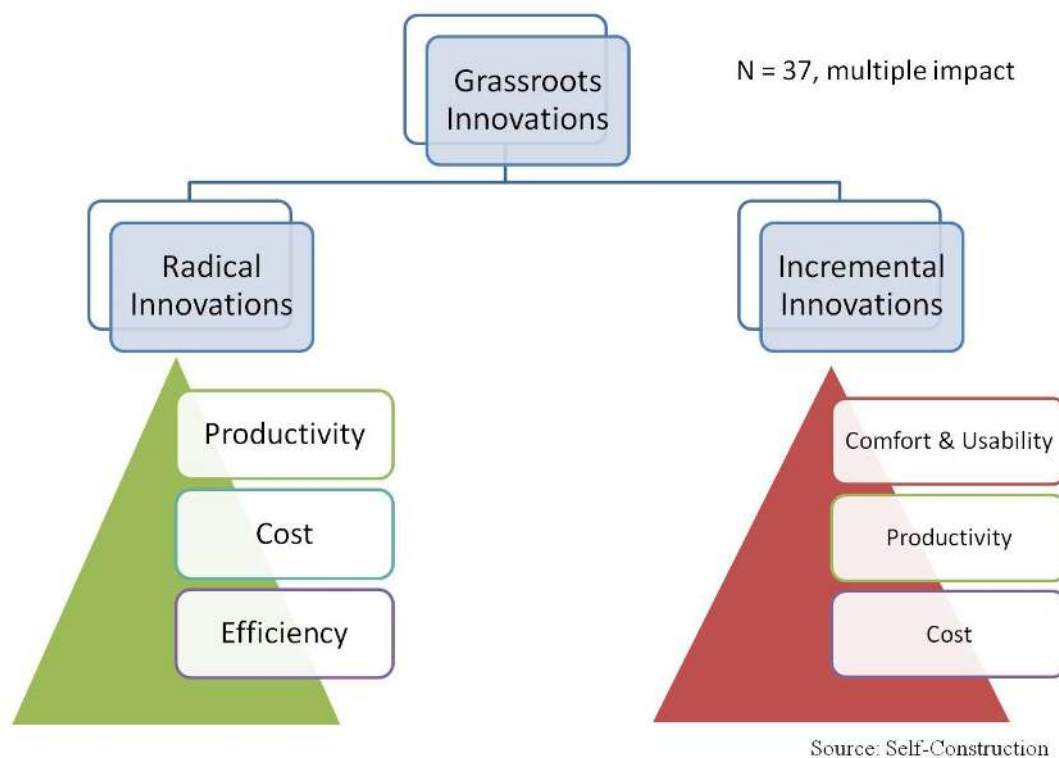 Grassroots
Innovations
N = 37, multiple impact
Radical
Innovations
Incremental
Innovations
Productivity
Cost
Efficiency
Comfort & Usability
Productivity
Cost
Source: Self-Construction